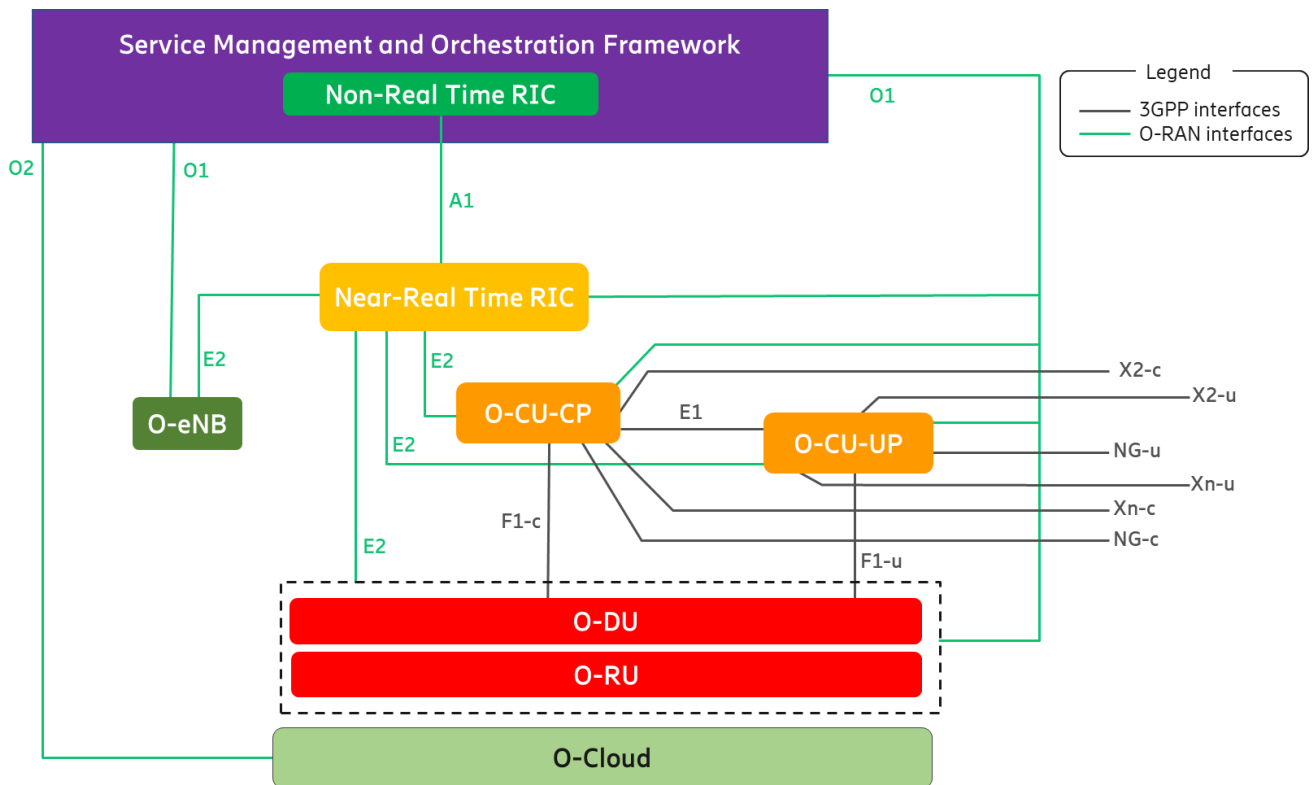 Service Management and Orchestration Framework
Non-Real Time RIC
O1
Legend
3GPP interfaces
O-RAN interfaces
O2
O1
A1
Near-Real Time RIC
E2
E2
X2-c
X2-u
O-eNB
O-CU-CP
E1
E2
O-CU-UP
NG-u
Xn-u
Xn-c
F1-c
NG-c
E2
F1-u
O-DU
O-RU
O-Cloud